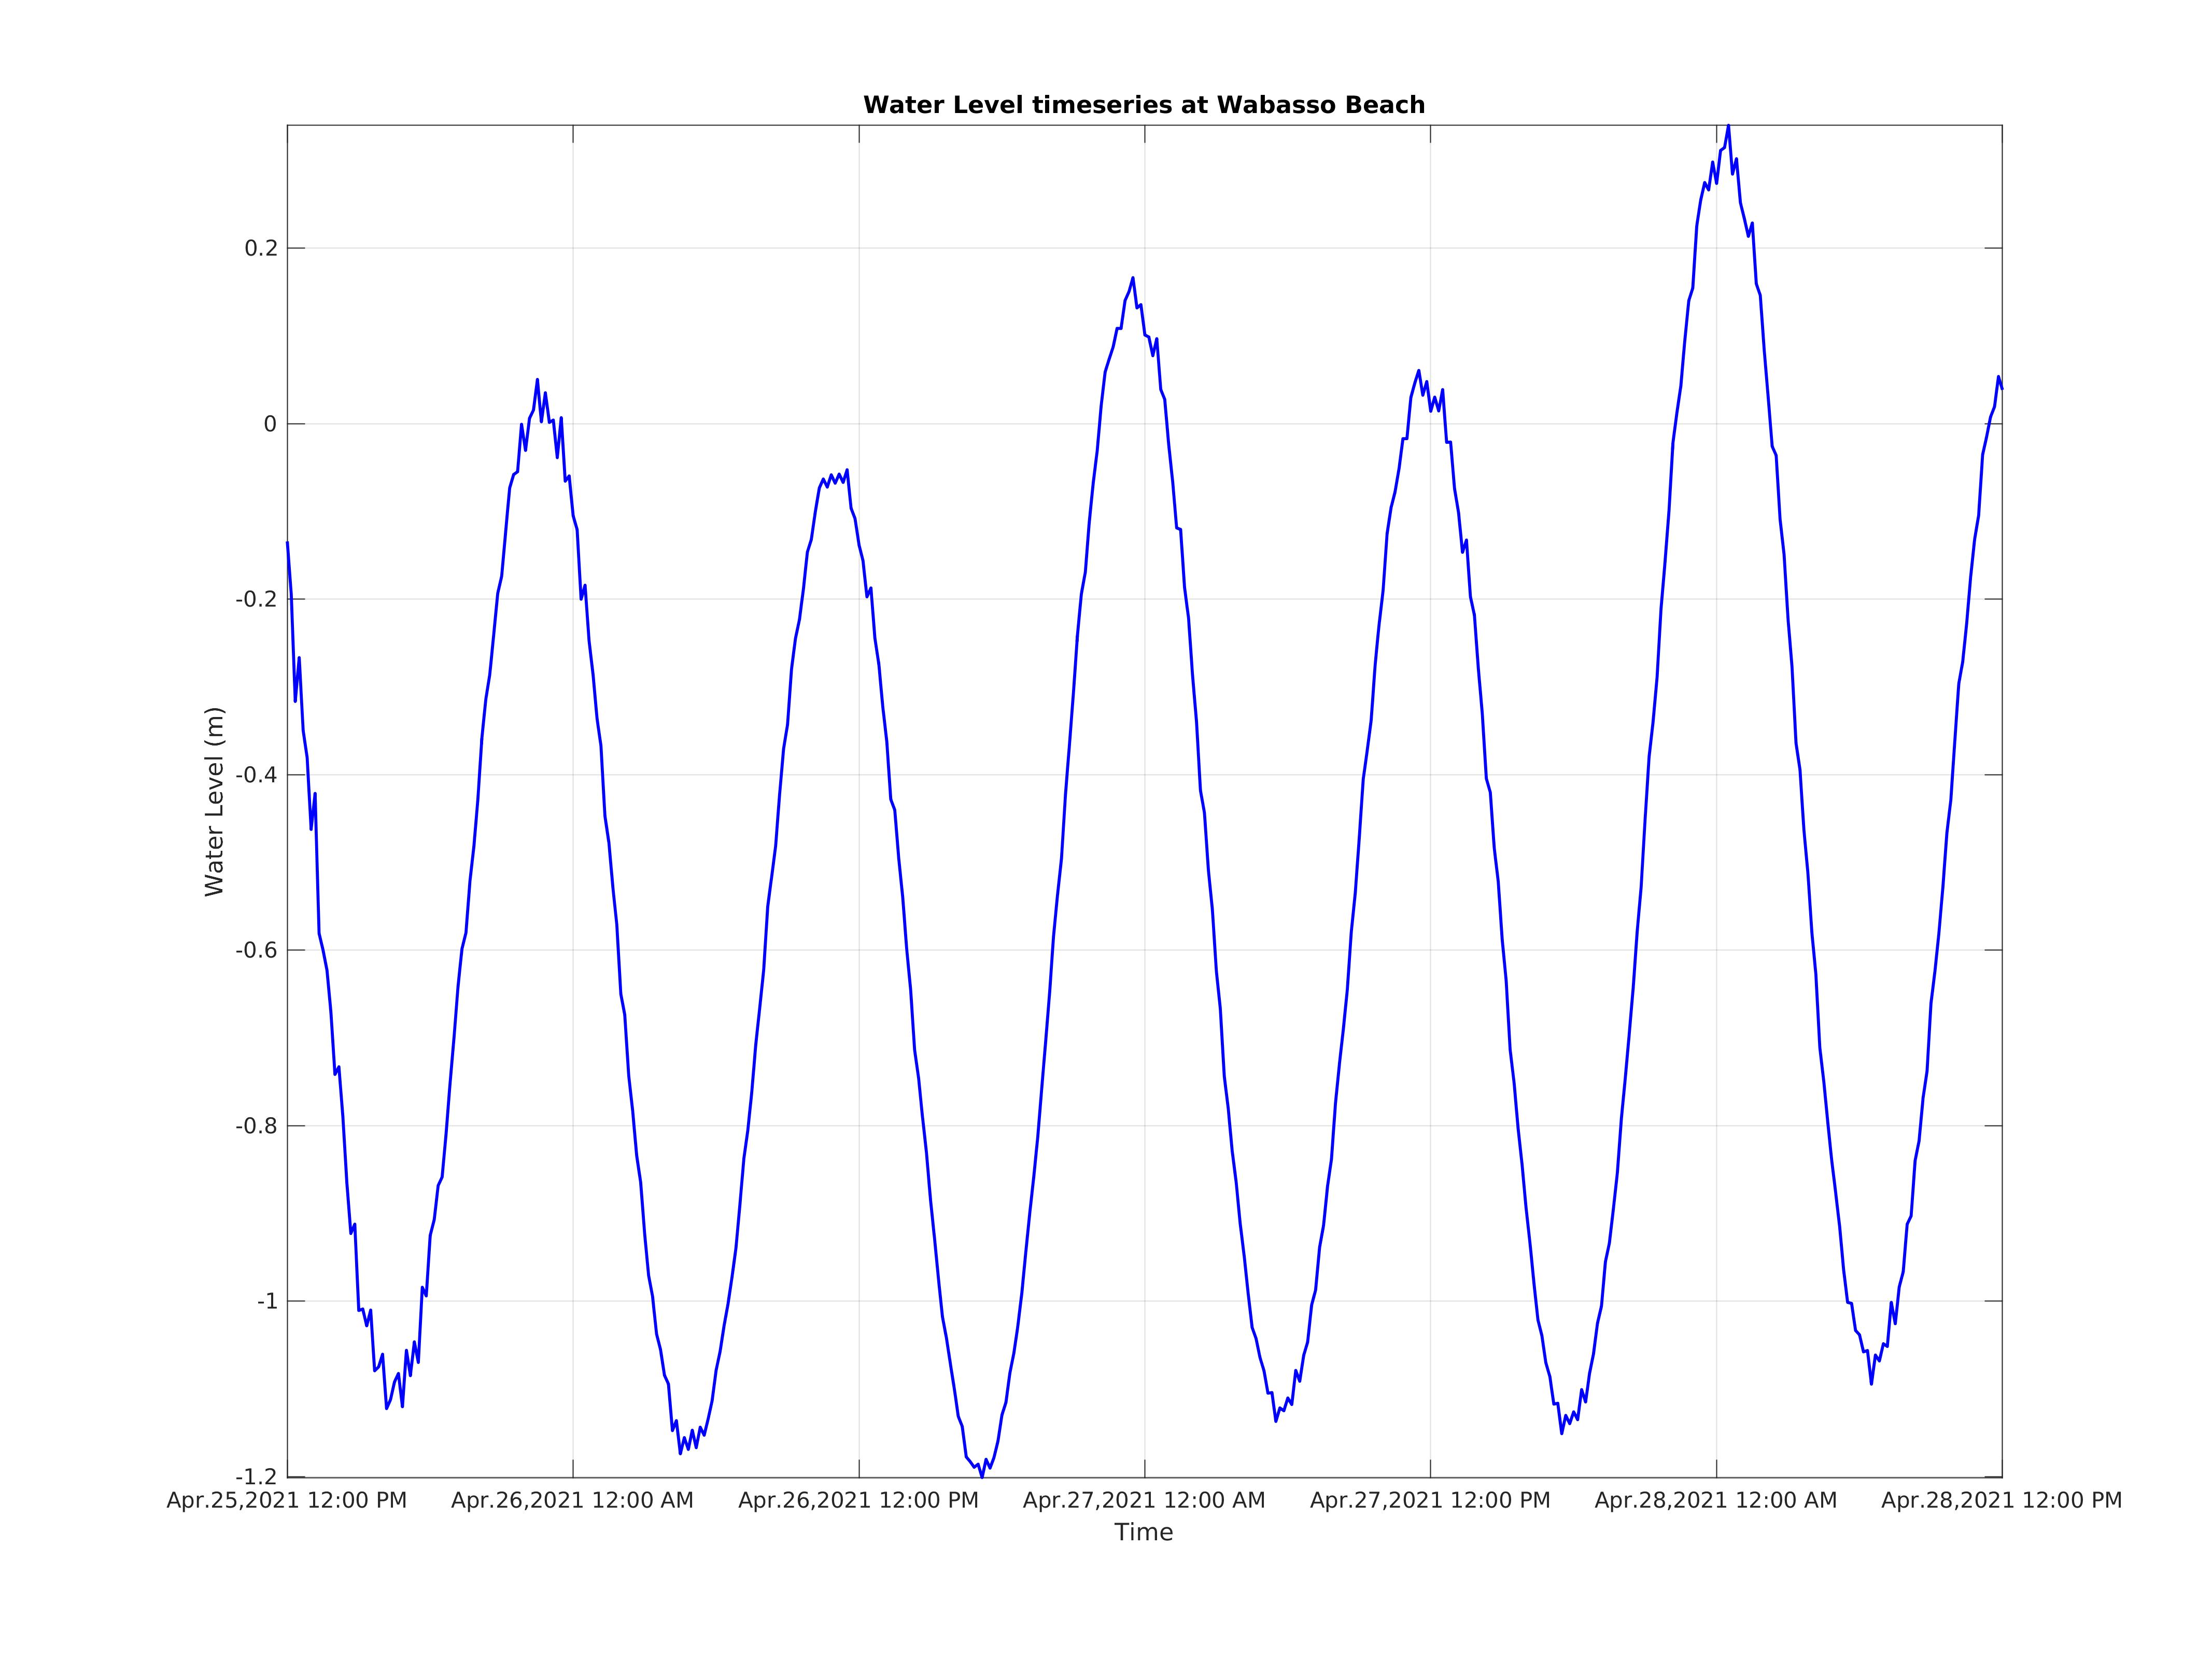 Water Level timeseries at Wabasso Beach
0.2
0
-0.2
-0.4
-0.6
-0.8
-1
-1.2
Water Level (m)
Apr.25,2021 12:00 PM Apr.26,2021 12:00 AM Apr.26,2021 12:00 PM Apr.27,2021 12:00 AM Apr.27,2021 12:00 PM Apr.28,2021 12:00 AM Apr.28,2021 12:00 PM
Time